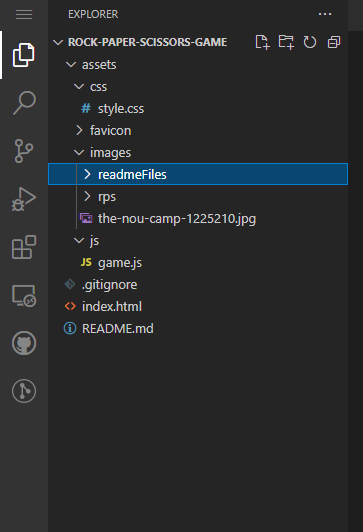 EXPLORER
ROCK-PAPER-SCISSORS-GAME
assets
css
# style.css
favicon
images
readmeFiles
rps
the-nou-camp-1225210.jpg
js
JS game.js
.gitignore
<> index.html
README.md